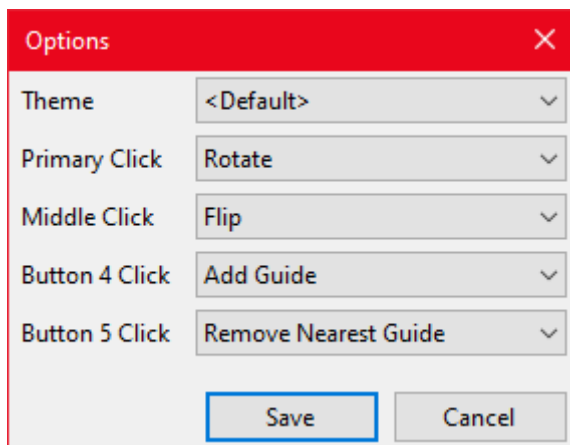 Options
Theme <Default>
Primary Click Rotate
Middle Click Flip
Button 4 Click Add Guide
Button 5 Click Remove Nearest Guide
Save Cancel